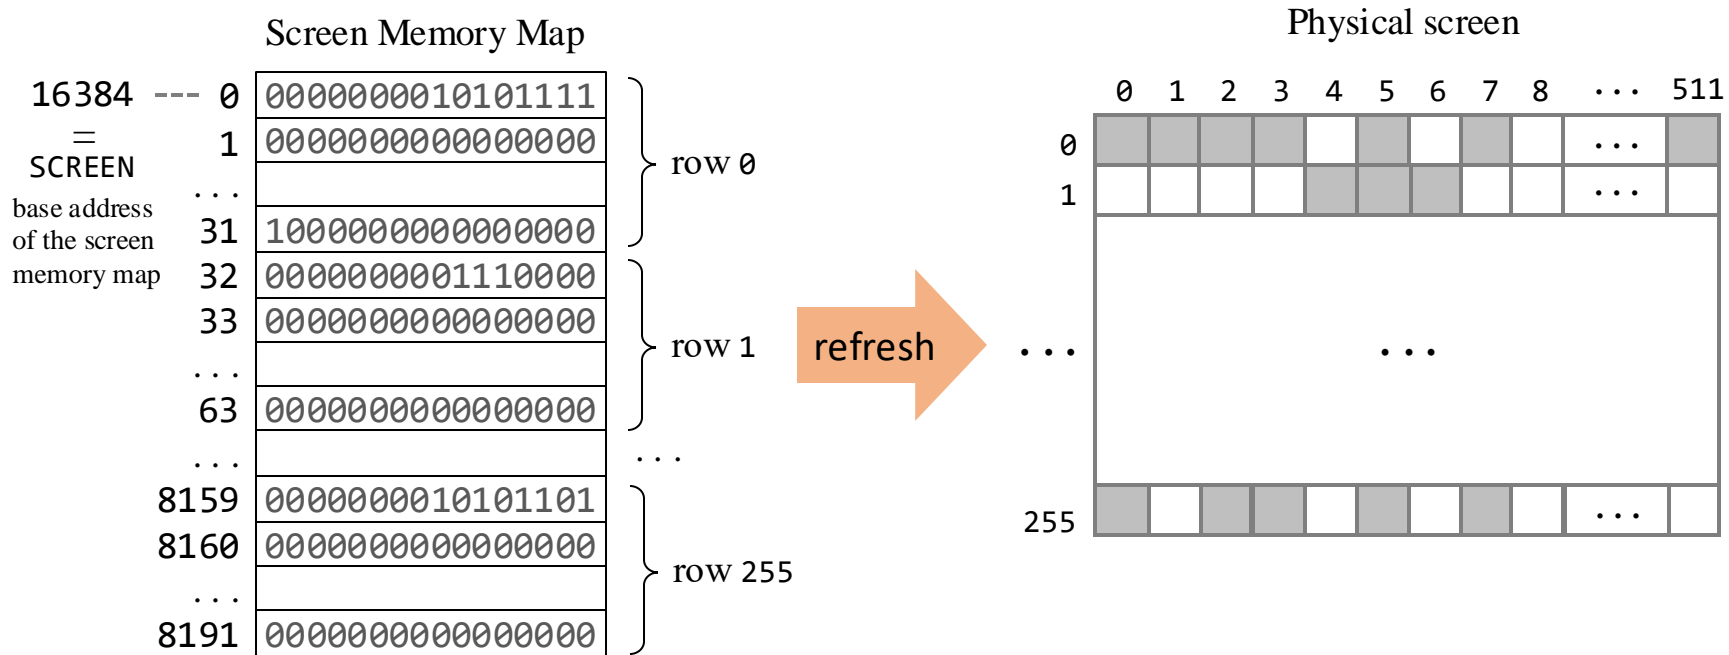 Screen Memory Map
16384 --- 0 0000000010101111
=
SCREEN
base address
of the screen
memory map
1 0000000000000000
...
31 1000000000000000
row 0
32 0000000001110000
33 0000000000000000
...
63 0000000000000000
row 1
...
...
8159 0000000010101101
8160 0000000000000000
...
8191 0000000000000000
row 255
refresh
Physical screen
0 1 2 3 4 5 6 7 8 ... 511
0 ...
1 ...
... ...
255 ...